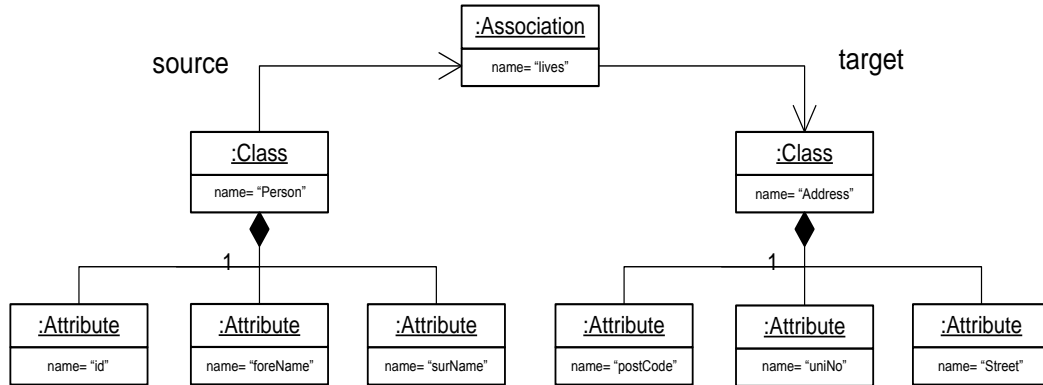 :Association
name= “lives”
source
target
:Class
name= “Person”
:Class
name= “Address”
1
1
:Attribute
name= “id”
:Attribute
name= “foreName”
:Attribute
name= “surName”
:Attribute
name= “postCode”
:Attribute
name= “uniNo”
:Attribute
name= “Street”